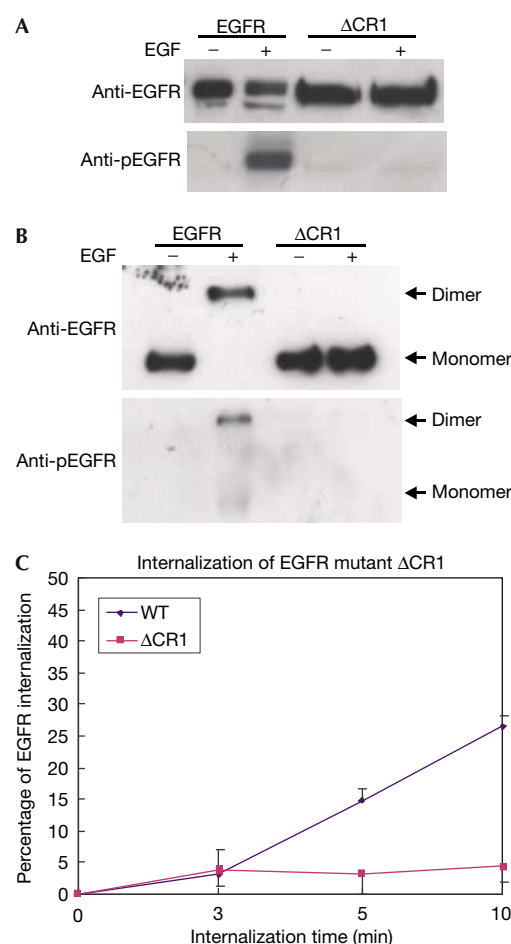 A
EGFR ΔCR1
EGF – + – +
Anti-EGFR
Anti-pEGFR
B
EGFR ΔCR1
EGF – + – +
Dimer
Anti-EGFR
Monomer
Dimer
Anti-pEGFR
Monomer
C
Internalization of EGFR mutant ΔCR1
Percentage of EGFR internalization
50
45
40
35
30
25
20
15
10
5
0
WT
ΔCR1
0 3 5 10
Internalization time (min)